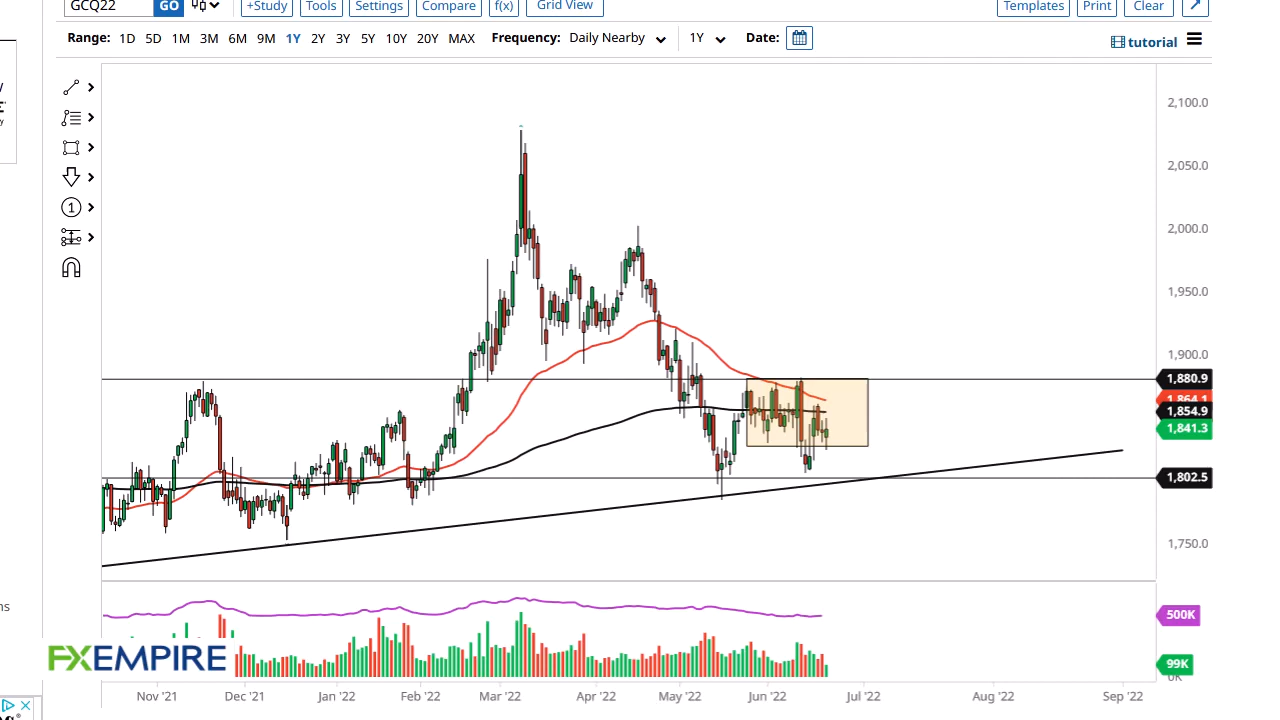 GCQ22 GO +Study Tools Settings Compare f(x) Grid View Templates Print Clear
Range: 1D 5D 1M 3M 6M 9M 1Y 2Y 3Y 5Y 10Y 20Y MAX Frequency: Daily Nearby 1Y Date: tutorial
1
2,100.0
2,050.0
2,000.0
1,950.0
1,900.0
1,880.9
1,864.1
1,854.9
1,841.3
1,802.5
1,750.0
500K
99K
0K
FXEMPIRE
Nov '21 Dec '21 Jan '22 Feb '22 Mar '22 Apr '22 May '22 Jun '22 Jul '22 Aug '22 Sep '22